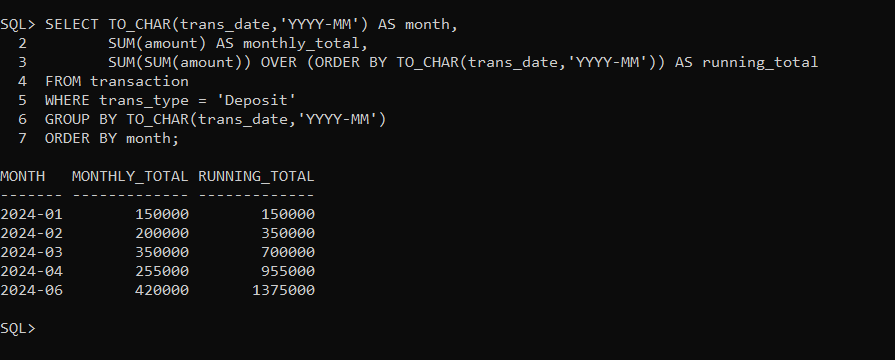 SQL> SELECT TO_CHAR(trans_date,'YYYY-MM') AS month,
  2         SUM(amount) AS monthly_total,
  3         SUM(SUM(amount)) OVER (ORDER BY TO_CHAR(trans_date,'YYYY-MM')) AS running_total
  4  FROM transaction
  5  WHERE trans_type = 'Deposit'
  6  GROUP BY TO_CHAR(trans_date,'YYYY-MM')
  7  ORDER BY month;

MONTH   MONTHLY_TOTAL RUNNING_TOTAL
------- ------------- -------------
2024-01        150000        150000
2024-02        200000        350000
2024-03        350000        700000
2024-04        255000        955000
2024-06        420000       1375000

SQL>